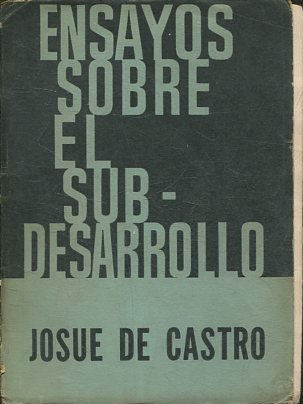 ENSAYOS
SOBRE
EL
SUB-
DESARROLLO
JOSUE DE CASTRO